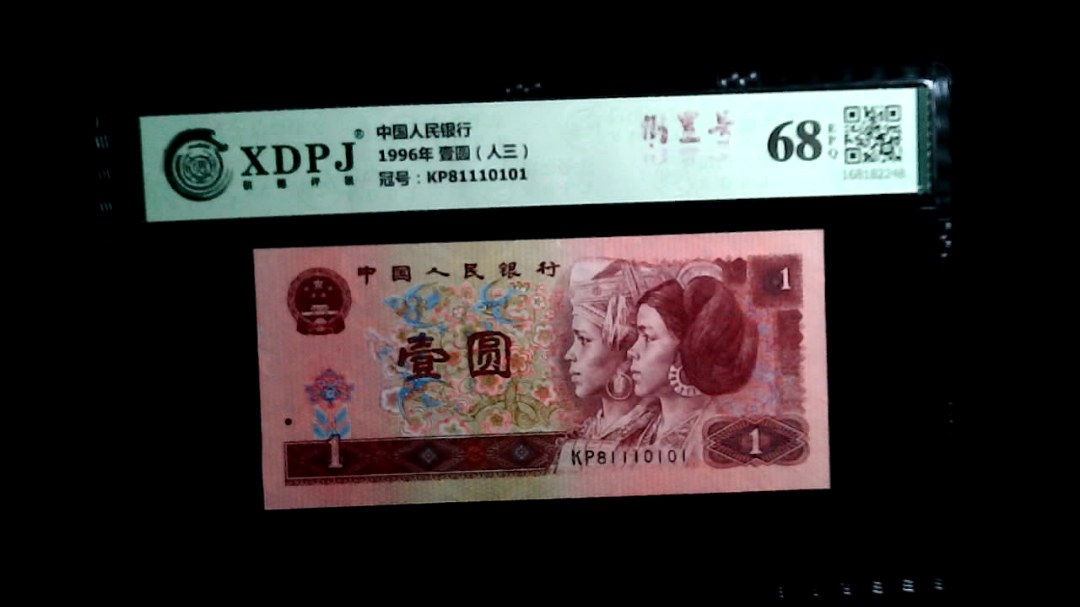 XDPJ®
中国人民银行
1996年 壹圆（人三）
冠号：KP81110101
68
EPQ
168182248
中国人民银行
1
壹圆
1
1
KP81110101